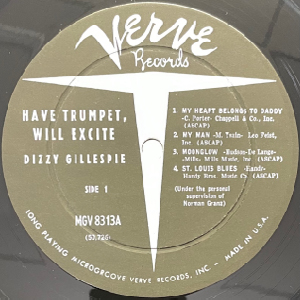 Verve
Records
HAVE TRUMPET,
WILL EXCITE
DIZZY GILLESPIE
SIDE 1
MGV 8313A
1. MY HEART BELONGS TO DADDY
-C. Porter- Chappell & Co., Inc.
(ASCAP)
2. MY MAN -M. Yvain- Leo Feist,
Inc. (ASCAP)
3. MOONGLOW -Hudson-De Lange-
Mills- Mills Music, Inc. (ASCAP)
4. ST. LOUIS BLUES -Handy-
Handy Bros. Music Co. (ASCAP)
(Under the personal
supervision of
Norman Granz)
LONG PLAYING MICROGROOVE VERVE RECORDS, INC. - MADE IN U.S.A.